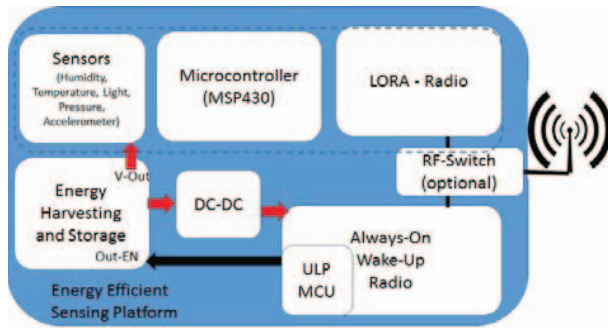 Sensors
(Humidity,
Temperature, Light,
Pressure,
Accelerometer)
Microcontroller
(MSP430)
LORA - Radio
RF-Switch
(optional)
V-Out
Energy
Harvesting
and Storage
Out-EN
DC-DC
Always-On
Wake-Up
Radio
ULP
MCU
Energy Efficient
Sensing Platform